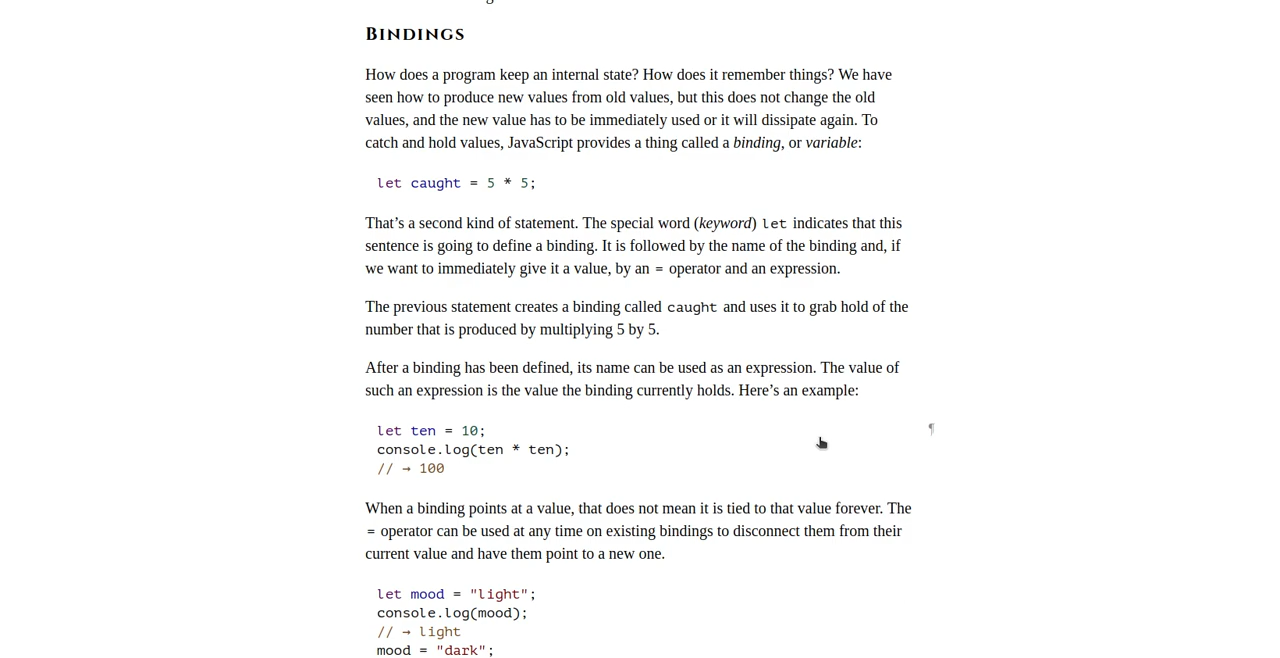 BINDINGS
How does a program keep an internal state? How does it remember things? We have
seen how to produce new values from old values, but this does not change the old
values, and the new value has to be immediately used or it will dissipate again. To
catch and hold values, JavaScript provides a thing called a binding, or variable:
let caught = 5 * 5;
That’s a second kind of statement. The special word (keyword) let indicates that this
sentence is going to define a binding. It is followed by the name of the binding and, if
we want to immediately give it a value, by an = operator and an expression.
The previous statement creates a binding called caught and uses it to grab hold of the
number that is produced by multiplying 5 by 5.
After a binding has been defined, its name can be used as an expression. The value of
such an expression is the value the binding currently holds. Here’s an example:
let ten = 10; ¶
console.log(ten * ten);
// → 100
When a binding points at a value, that does not mean it is tied to that value forever. The
= operator can be used at any time on existing bindings to disconnect them from their
current value and have them point to a new one.
let mood = "light";
console.log(mood);
// → light
mood = "dark";